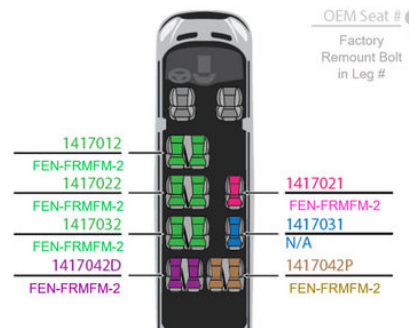 OEM Seat #
Factory
Remount Bolt
in Leg #
1417012
FEN-FRMFM-2
1417022
FEN-FRMFM-2
1417021
FEN-FRMFM-2
1417032
FEN-FRMFM-2
1417031
N/A
1417042D
FEN-FRMFM-2
1417042P
FEN-FRMFM-2